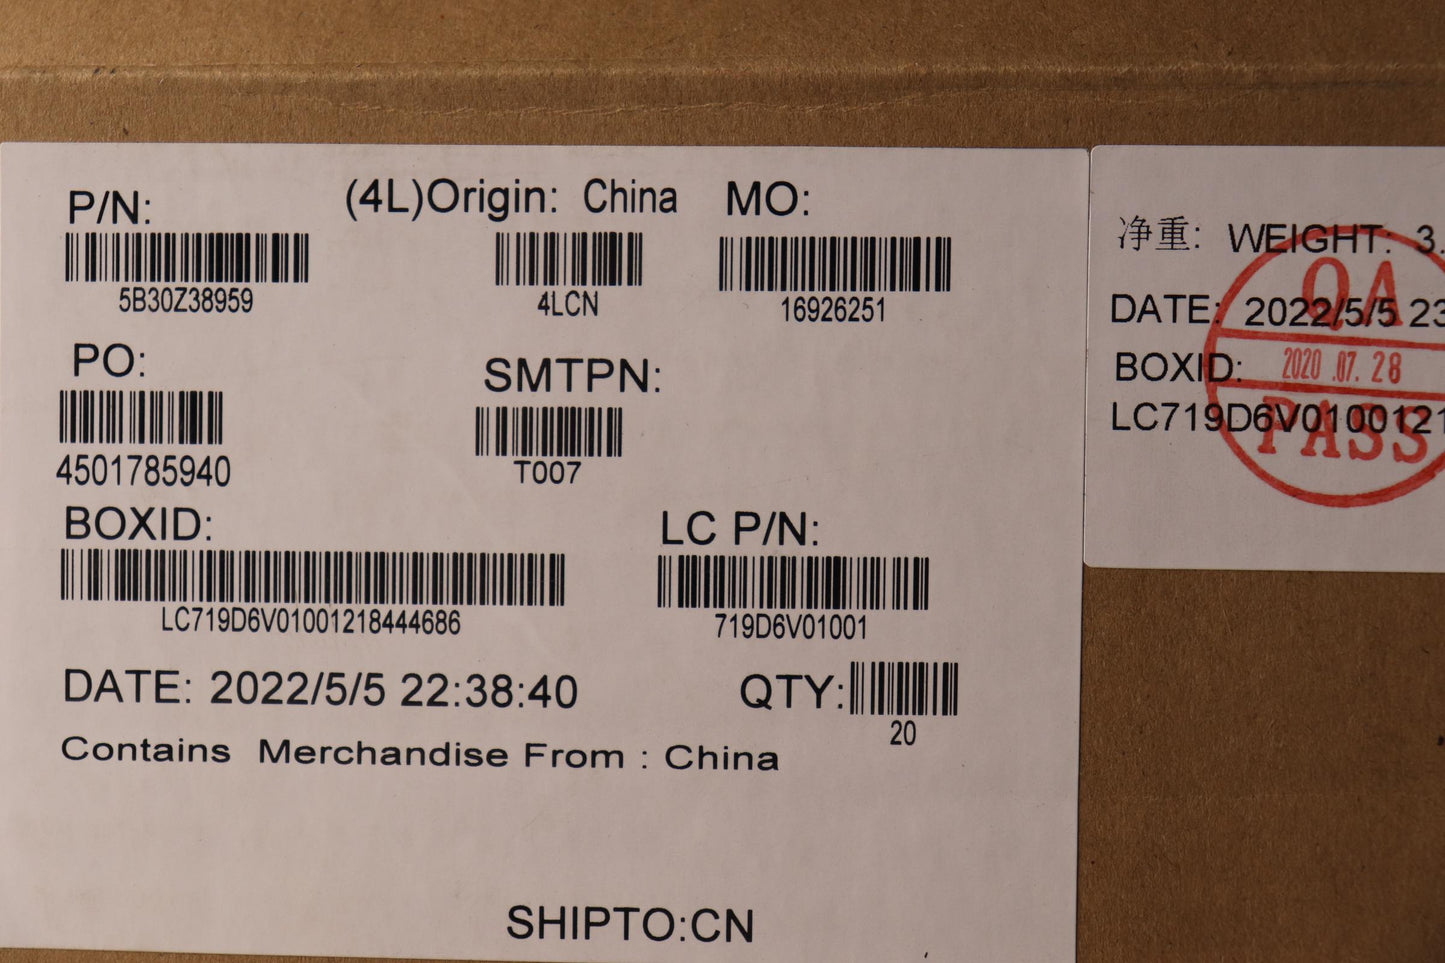 P/N:
5B30Z38959
(4L)Origin: China
4LCN
MO:
16926251
PO:
4501785940
SMTPN:
T007
BOXID:
LC719D6V01001218444686
LC P/N:
719D6V01001
DATE: 2022/5/5 22:38:40
QTY:
20
Contains Merchandise From : China
SHIPTO:CN
净重: WEIGHT: 3.
DATE: 2022/5/5 23
BOXID:
LC719D6V0100121
QA
2020 .07. 28
PASS